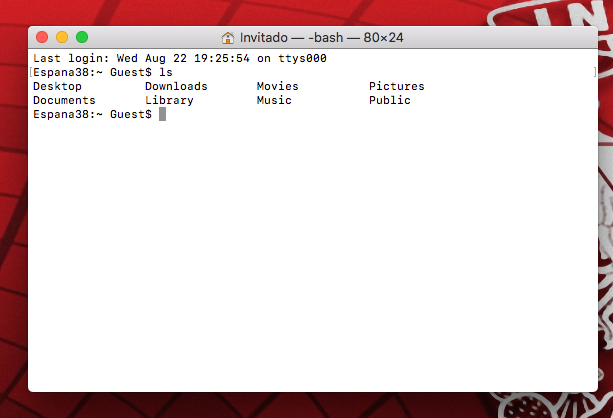 Invitado — -bash — 80×24
Last login: Wed Aug 22 19:25:54 on ttys000
[Espana38:~ Guest$ ls ]
Desktop Downloads Movies Pictures
Documents Library Music Public
Espana38:~ Guest$